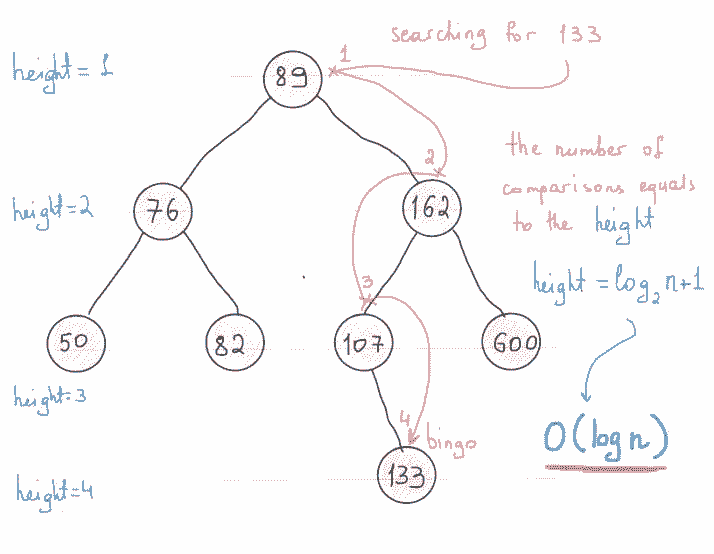 searching for 133
height = 1
1
89
the number of
comparisons equals
to the height
2
height=2
76
162
height = log₂ n+1
3
50
82
107
600
height=3
4
bingo
O(log n)
133
height=4